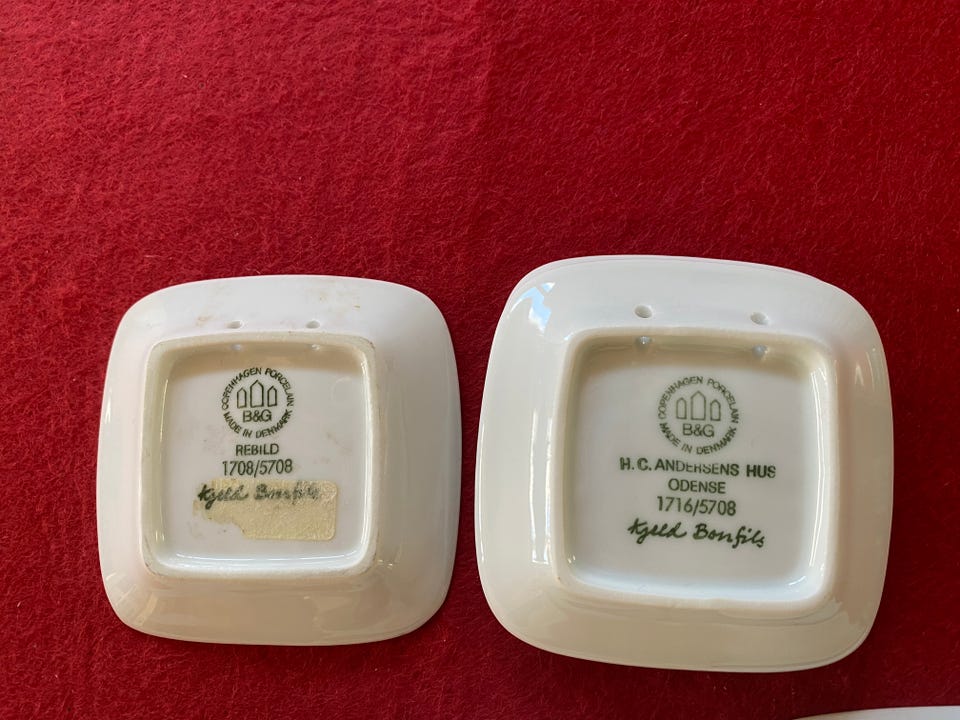 COPENHAGEN PORCELAIN
B&G
MADE IN DENMARK
REBILD
1708/5708
Kjeld Bonfils
COPENHAGEN PORCELAIN
B&G
MADE IN DENMARK
H.C. ANDERSENS HUS
ODENSE
1716/5708
Kjeld Bonfils